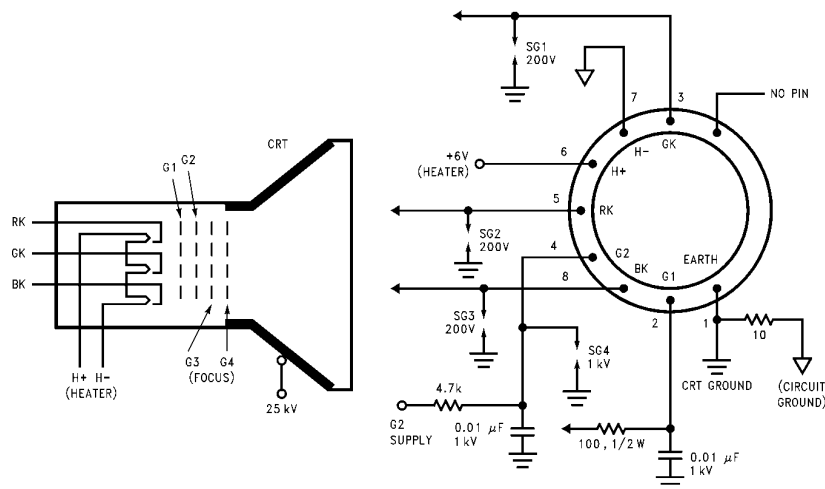 CRT
G1
G2
RK
GK
BK
H+ H-
(HEATER)
G3
(FOCUS)
G4
25 kV
SG1
200V
7
3
NO PIN
H-
GK
+6V
(HEATER)
6
H+
5
RK
SG2
200V
4
G2
8
BK
G1
EARTH
SG3
200V
2
1
SG4
1 kV
10
CRT GROUND
(CIRCUIT
GROUND)
4.7k
G2
SUPPLY
0.01 µF
1 kV
100, 1/2 W
0.01 µF
1 kV